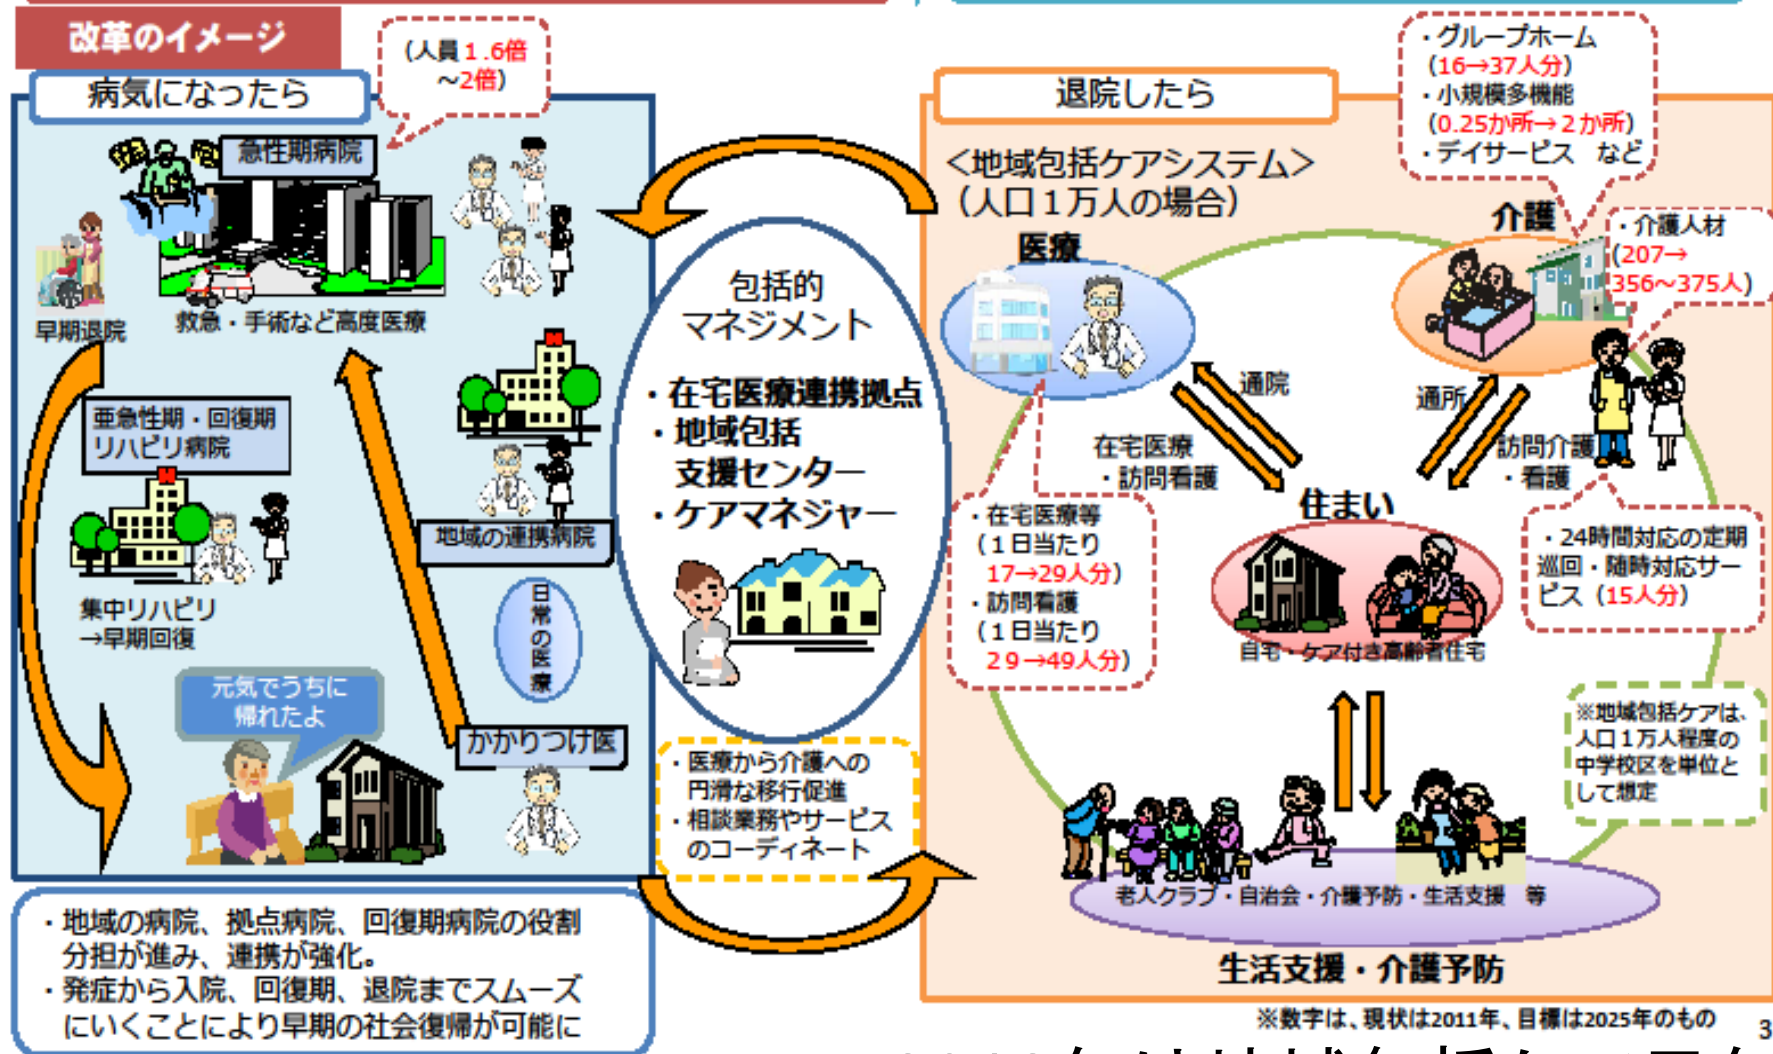 改革のイメージ
(人員1.6倍
～2倍)
病気になったら
急性期病院
早期退院
救急・手術など高度医療
亜急性期・回復期
リハビリ病院
集中リハビリ
→早期回復
地域の連携病院
日常の医療
元気でうちに
帰れたよ
かかりつけ医
・地域の病院、拠点病院、回復期病院の役割
分担が進み、連携が強化。
・発症から入院、回復期、退院までスムーズ
にいくことにより早期の社会復帰が可能に
包括的
マネジメント
・在宅医療連携拠点
・地域包括
支援センター
・ケアマネジャー
・医療から介護への
円滑な移行促進
・相談業務やサービス
のコーディネート
退院したら
＜地域包括ケアシステム＞
(人口1万人の場合)
・グループホーム
(16→37人分)
・小規模多機能
(0.25か所→2か所)
・デイサービス など
医療
介護
・介護人材
(207→
356～375人)
通院
在宅医療
・訪問看護
通所
訪問介護
・看護
・在宅医療等
(1日当たり
17→29人分)
・訪問看護
(1日当たり
29→49人分)
住まい
自宅・ケア付き高齢者住宅
・24時間対応の定期
巡回・随時対応サー
ビス（15人分）
※地域包括ケアは、
人口1万人程度の
中学校区を単位と
して想定
老人クラブ・自治会・介護予防・生活支援 等
生活支援・介護予防
※数字は、現状は2011年、目標は2025年のもの
3